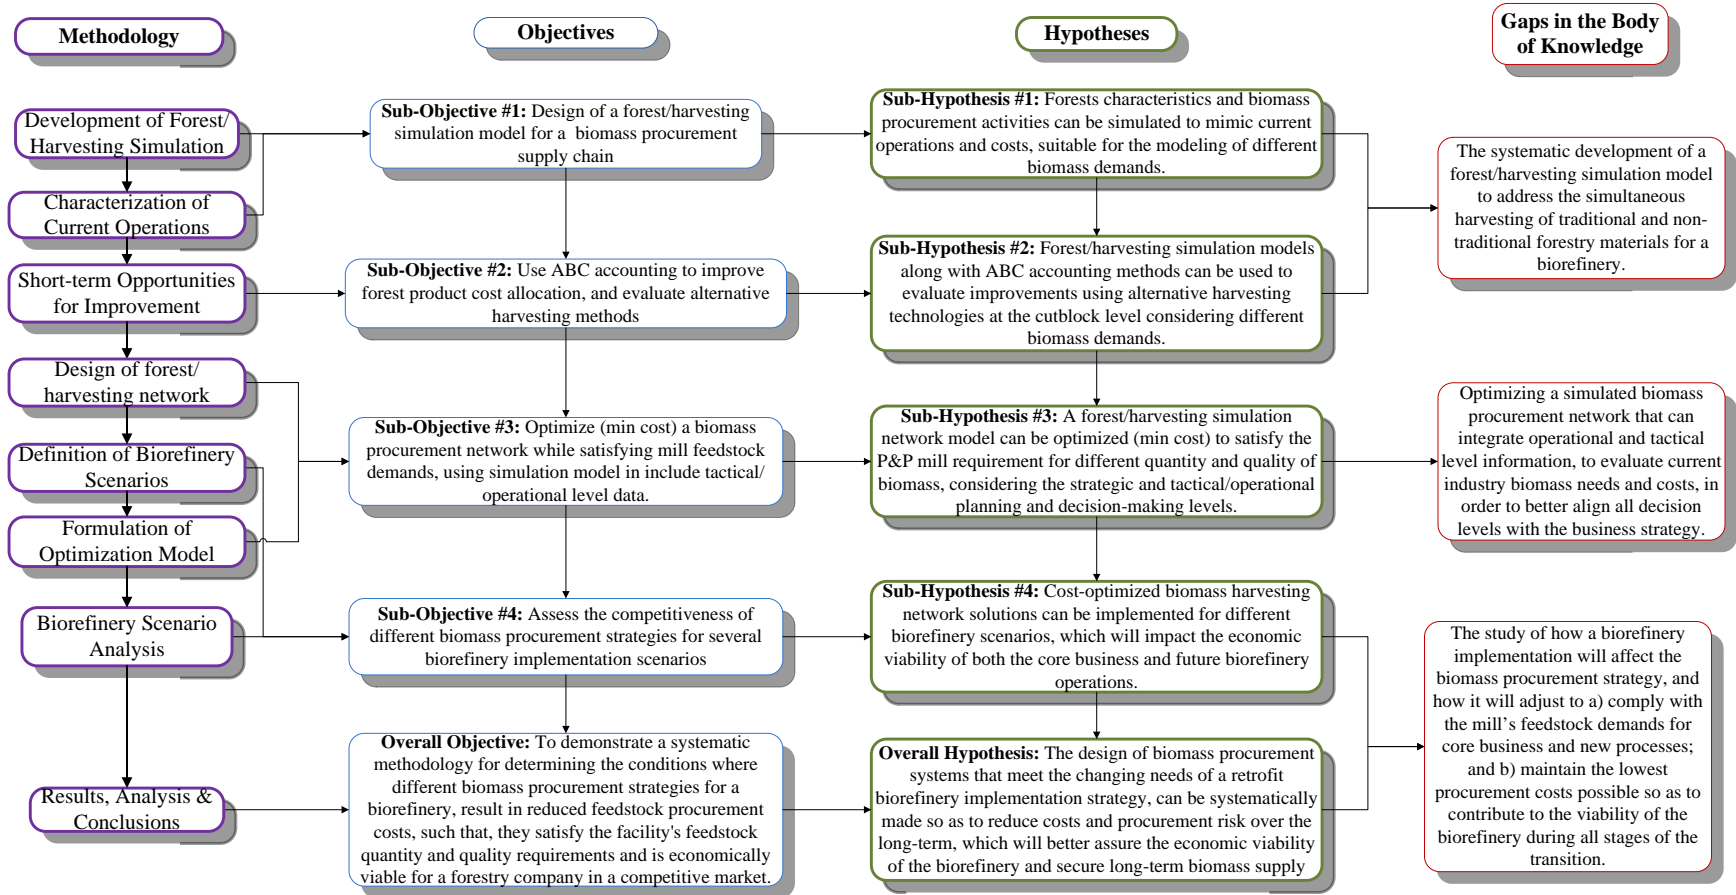 Methodology
Objectives
Hypotheses
Gaps in the Body
of Knowledge
Development of Forest/
Harvesting Simulation
Characterization of
Current Operations
Short-term Opportunities
for Improvement
Design of forest/
harvesting network
Definition of Biorefinery
Scenarios
Formulation of
Optimization Model
Biorefinery Scenario
Analysis
Results, Analysis &
Conclusions
Sub-Objective #1: Design of a forest/harvesting
simulation model for a biomass procurement
supply chain
Sub-Objective #2: Use ABC accounting to improve
forest product cost allocation, and evaluate alternative
harvesting methods
Sub-Objective #3: Optimize (min cost) a biomass
procurement network while satisfying mill feedstock
demands, using simulation model in include tactical/
operational level data.
Sub-Objective #4: Assess the competitiveness of
different biomass procurement strategies for several
biorefinery implementation scenarios
Overall Objective: To demonstrate a systematic
methodology for determining the conditions where
different biomass procurement strategies for a
biorefinery, result in reduced feedstock procurement
costs, such that, they satisfy the facility's feedstock
quantity and quality requirements and is economically
viable for a forestry company in a competitive market.
Sub-Hypothesis #1: Forests characteristics and biomass
procurement activities can be simulated to mimic current
operations and costs, suitable for the modeling of different
biomass demands.
Sub-Hypothesis #2: Forest/harvesting simulation models
along with ABC accounting methods can be used to
evaluate improvements using alternative harvesting
technologies at the cutblock level considering different
biomass demands.
Sub-Hypothesis #3: A forest/harvesting simulation
network model can be optimized (min cost) to satisfy the
P&P mill requirement for different quantity and quality of
biomass, considering the strategic and tactical/operational
planning and decision-making levels.
Sub-Hypothesis #4: Cost-optimized biomass harvesting
network solutions can be implemented for different
biorefinery scenarios, which will impact the economic
viability of both the core business and future biorefinery
operations.
Overall Hypothesis: The design of biomass procurement
systems that meet the changing needs of a retrofit
biorefinery implementation strategy, can be systematically
made so as to reduce costs and procurement risk over the
long-term, which will better assure the economic viability
of the biorefinery and secure long-term biomass supply
The systematic development of a
forest/harvesting simulation model
to address the simultaneous
harvesting of traditional and non-
traditional forestry materials for a
biorefinery.
Optimizing a simulated biomass
procurement network that can
integrate operational and tactical
level information, to evaluate current
industry biomass needs and costs, in
order to better align all decision
levels with the business strategy.
The study of how a biorefinery
implementation will affect the
biomass procurement strategy, and
how it will adjust to a) comply with
the mill’s feedstock demands for
core business and new processes;
and b) maintain the lowest
procurement costs possible so as to
contribute to the viability of the
biorefinery during all stages of the
transition.